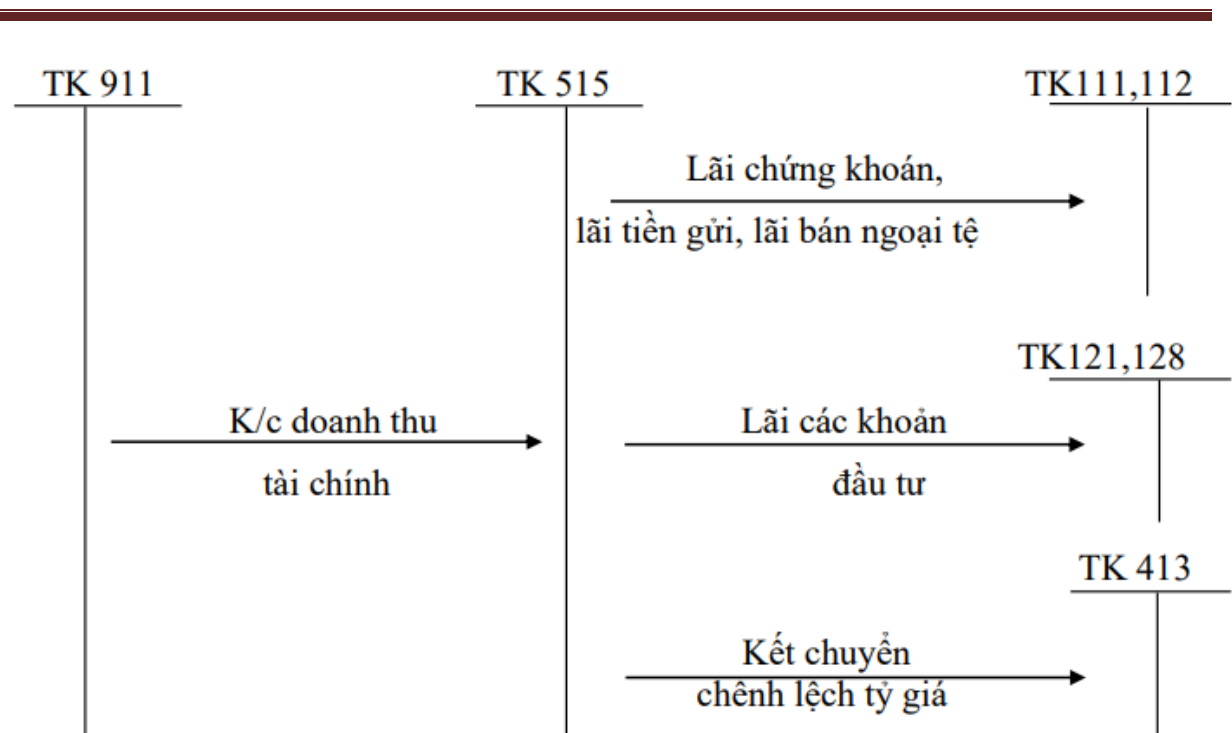 TK 911
TK 515
TK111,112
Lãi chứng khoán,
lãi tiền gửi, lãi bán ngoại tệ
TK121,128
K/c doanh thu
tài chính
Lãi các khoản
đầu tư
TK 413
Kết chuyển
chênh lệch tỷ giá